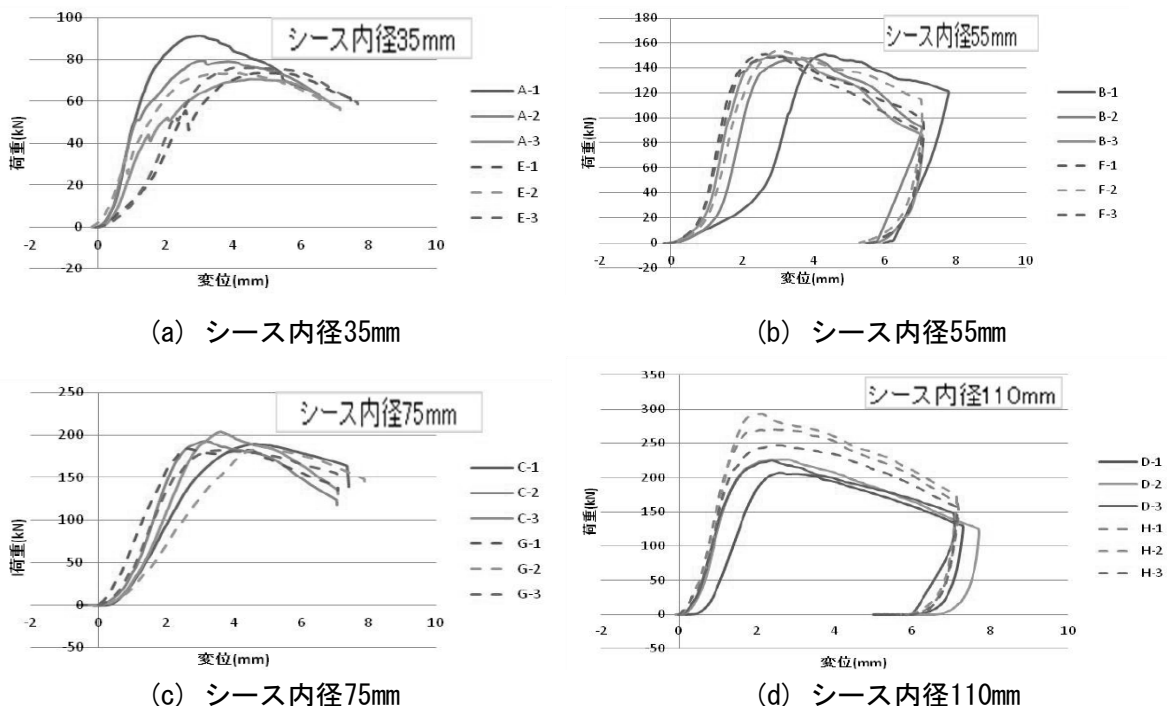 シース内径35mm
荷重(kN)
100
80
60
40
20
0
-20
-2
0
2
4
6
8
10
変位(mm)
A-1
A-2
A-3
E-1
E-2
E-3
(a) シース内径35mm
シース内径55mm
荷重(kN)
180
160
140
120
100
80
60
40
20
0
-20
-2
0
2
4
6
8
10
変位(mm)
B-1
B-2
B-3
F-1
F-2
F-3
(b) シース内径55mm
シース内径75mm
荷重(kN)
250
200
150
100
50
0
-50
-2
0
2
4
6
8
10
変位(mm)
C-1
C-2
C-3
G-1
G-2
G-3
(c) シース内径75mm
シース内径110mm
荷重(kN)
350
300
250
200
150
100
50
0
-50
-2
0
2
4
6
8
10
変位(mm)
D-1
D-2
D-3
H-1
H-2
H-3
(d) シース内径110mm